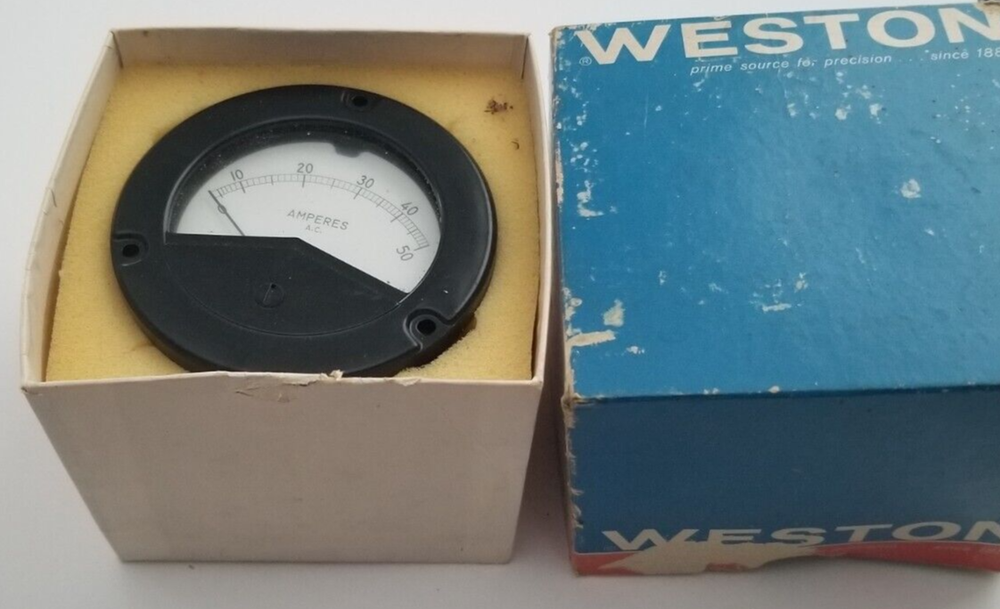 10 20 30 40 50
AMPERES
A.C.
WESTON
® prime source for precision . . . since 188
WESTON